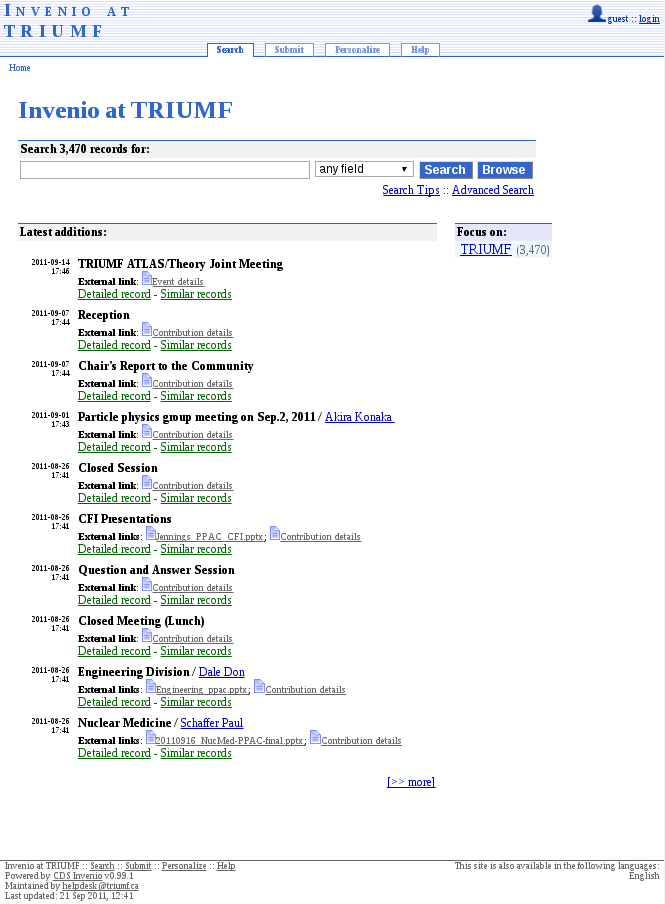 INVENIO AT
TRIUMF
guest :: login
Search Submit Personalize Help
Home
Invenio at TRIUMF
Search 3,470 records for:
any field Search Browse
Search Tips :: Advanced Search
Latest additions:
Focus on:
TRIUMF (3,470)
2011-09-14 TRIUMF ATLAS/Theory Joint Meeting
17:46
External link: Event details
Detailed record - Similar records
2011-09-07 Reception
17:44
External link: Contribution details
Detailed record - Similar records
2011-09-07 Chair's Report to the Community
17:44
External link: Contribution details
Detailed record - Similar records
2011-09-01 Particle physics group meeting on Sep.2, 2011 / Akira Konaka
17:43
External link: Contribution details
Detailed record - Similar records
2011-08-26 Closed Session
17:41
External link: Contribution details
Detailed record - Similar records
2011-08-26 CFI Presentations
17:41
External links: Jennings_PPAC_CFI.pptx; Contribution details
Detailed record - Similar records
2011-08-26 Question and Answer Session
17:41
External link: Contribution details
Detailed record - Similar records
2011-08-26 Closed Meeting (Lunch)
17:41
External link: Contribution details
Detailed record - Similar records
2011-08-26 Engineering Division / Dale Don
17:41
External links: Engineering_ppac.pptx; Contribution details
Detailed record - Similar records
2011-08-26 Nuclear Medicine / Schaffer Paul
17:41
External links: 20110916_NucMed-PPAC-final.pptx; Contribution details
Detailed record - Similar records
[>> more]
Invenio at TRIUMF :: Search :: Submit :: Personalize :: Help
Powered by CDS Invenio v0.99.1
Maintained by helpdesk@triumf.ca
Last updated: 21 Sep 2011, 12:41
This site is also available in the following languages:
English